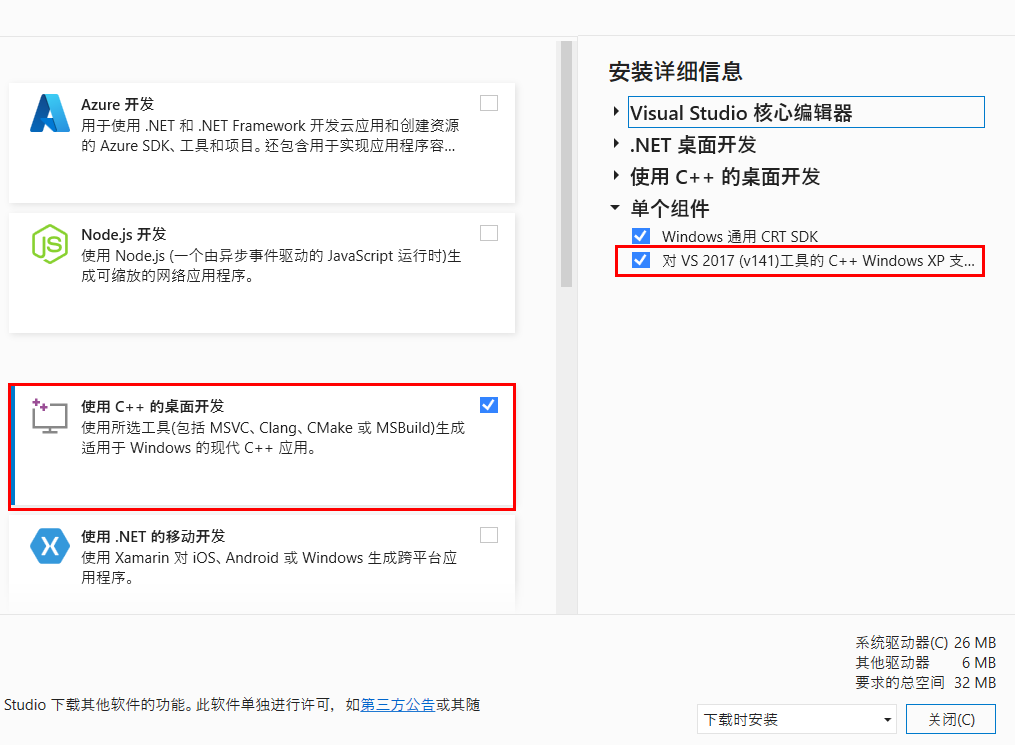 Azure 开发
用于使用 .NET 和 .NET Framework 开发云应用和创建资源
的 Azure SDK、工具和项目。还包含用于实现应用程序容...
Node.js 开发
使用 Node.js (一个由异步事件驱动的 JavaScript 运行时)生
成可缩放的网络应用程序。
使用 C++ 的桌面开发
使用所选工具(包括 MSVC、Clang、CMake 或 MSBuild)生成
适用于 Windows 的现代 C++ 应用。
使用 .NET 的移动开发
使用 Xamarin 对 iOS、Android 或 Windows 生成跨平台应
用程序。
安装详细信息
Visual Studio 核心编辑器
.NET 桌面开发
使用 C++ 的桌面开发
单个组件
Windows 通用 CRT SDK
对 VS 2017 (v141)工具的 C++ Windows XP 支...
系统驱动器(C) 26 MB
其他驱动器 6 MB
要求的总空间 32 MB
Studio 下载其他软件的功能。此软件单独进行许可，如第三方公告或其随
下载时安装
关闭(C)